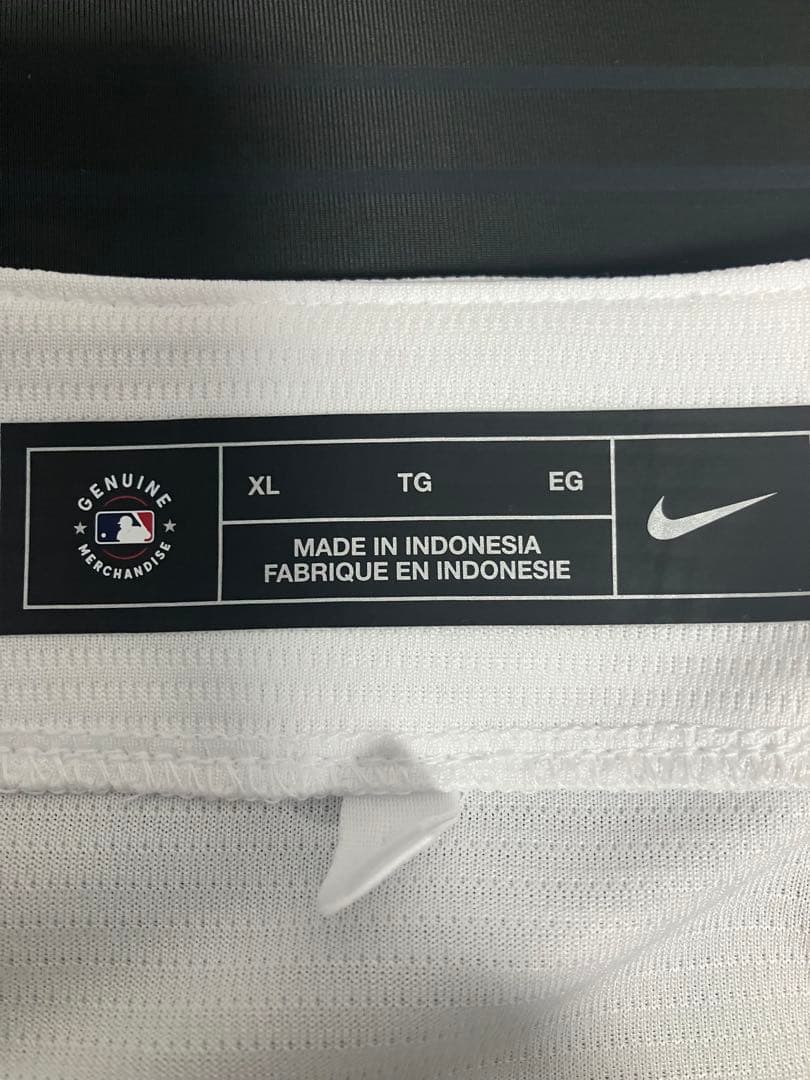 GENUINE
MERCHANDISE
XL TG EG
MADE IN INDONESIA
FABRIQUE EN INDONESIE